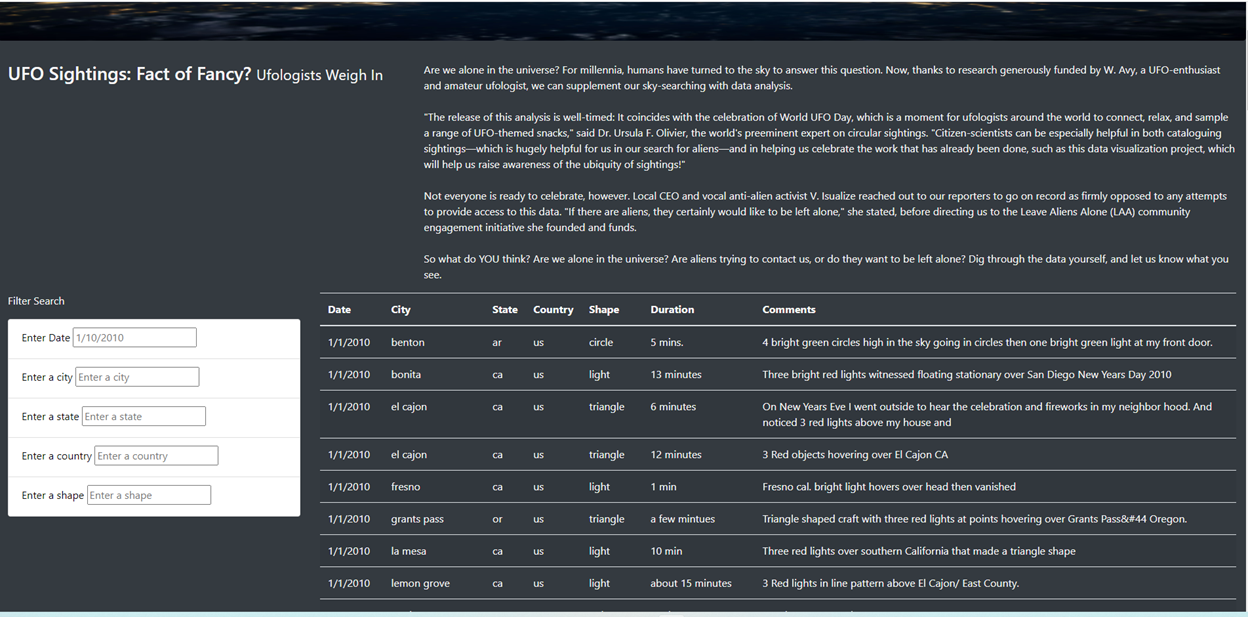 UFO Sightings: Fact of Fancy? Ufologists Weigh In
Are we alone in the universe? For millennia, humans have turned to the sky to answer this question. Now, thanks to research generously funded by W. Avy, a UFO-enthusiast
and amateur ufologist, we can supplement our sky-searching with data analysis.
"The release of this analysis is well-timed: It coincides with the celebration of World UFO Day, which is a moment for ufologists around the world to connect, relax, and sample
a range of UFO-themed snacks," said Dr. Ursula F. Olivier, the world's preeminent expert on circular sightings. "Citizen-scientists can be especially helpful in both cataloguing
sightings—which is hugely helpful for us in our search for aliens—and in helping us celebrate the work that has already been done, such as this data visualization project, which
will help us raise awareness of the ubiquity of sightings!"
Not everyone is ready to celebrate, however. Local CEO and vocal anti-alien activist V. Isualize reached out to our reporters to go on record as firmly opposed to any attempts
to provide access to this data. "If there are aliens, they certainly would like to be left alone," she stated, before directing us to the Leave Aliens Alone (LAA) community
engagement initiative she founded and funds.
So what do YOU think? Are we alone in the universe? Are aliens trying to contact us, or do they want to be left alone? Dig through the data yourself, and let us know what you
see.
Filter Search
Enter Date 1/10/2010
Enter a city Enter a city
Enter a state Enter a state
Enter a country Enter a country
Enter a shape Enter a shape
Date City State Country Shape Duration Comments
1/1/2010 benton ar us circle 5 mins. 4 bright green circles high in the sky going in circles then one bright green light at my front door.
1/1/2010 bonita ca us light 13 minutes Three bright red lights witnessed floating stationary over San Diego New Years Day 2010
1/1/2010 el cajon ca us triangle 6 minutes On New Years Eve I went outside to hear the celebration and fireworks in my neighbor hood. And
noticed 3 red lights above my house and
1/1/2010 el cajon ca us triangle 12 minutes 3 Red objects hovering over El Cajon CA
1/1/2010 fresno ca us light 1 min Fresno cal. bright light hovers over head then vanished
1/1/2010 grants pass or us triangle a few mintues Triangle shaped craft with three red lights at points hovering over Grants Pass&#44 Oregon.
1/1/2010 la mesa ca us light 10 min Three red lights over southern California that made a triangle shape
1/1/2010 lemon grove ca us light about 15 minutes 3 Red lights in line pattern above El Cajon/ East County.